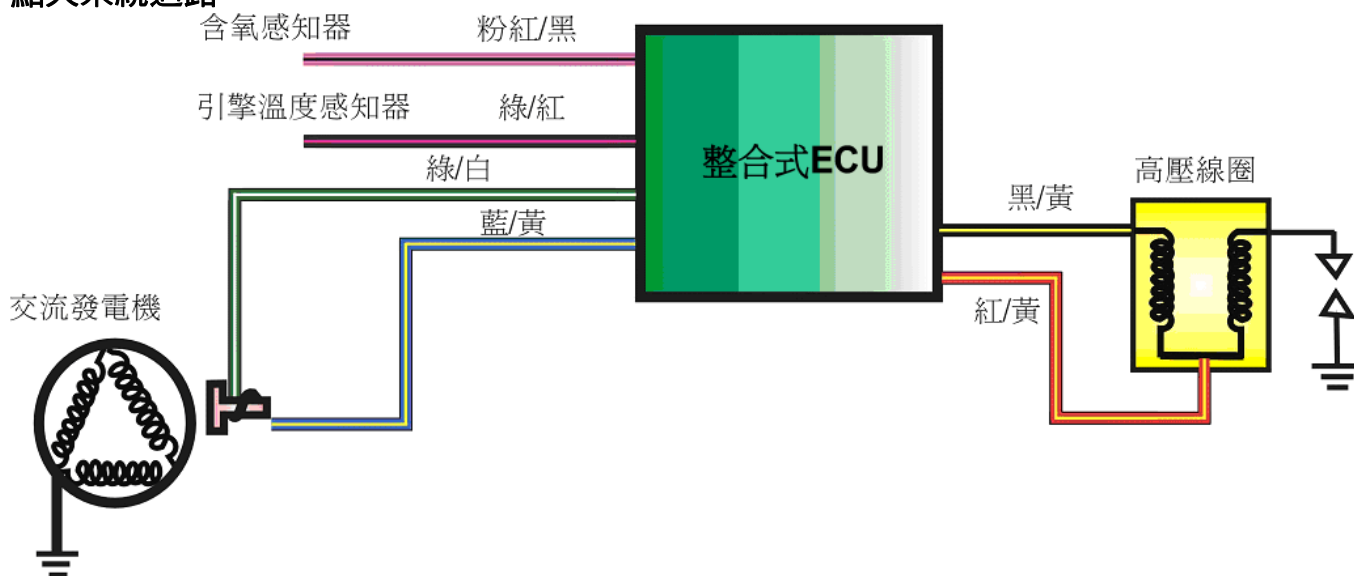 含氧感知器
粉紅/黑
引擎溫度感知器
綠/紅
綠/白
藍/黃
整合式ECU
高壓線圈
黑/黃
紅/黃
交流發電機